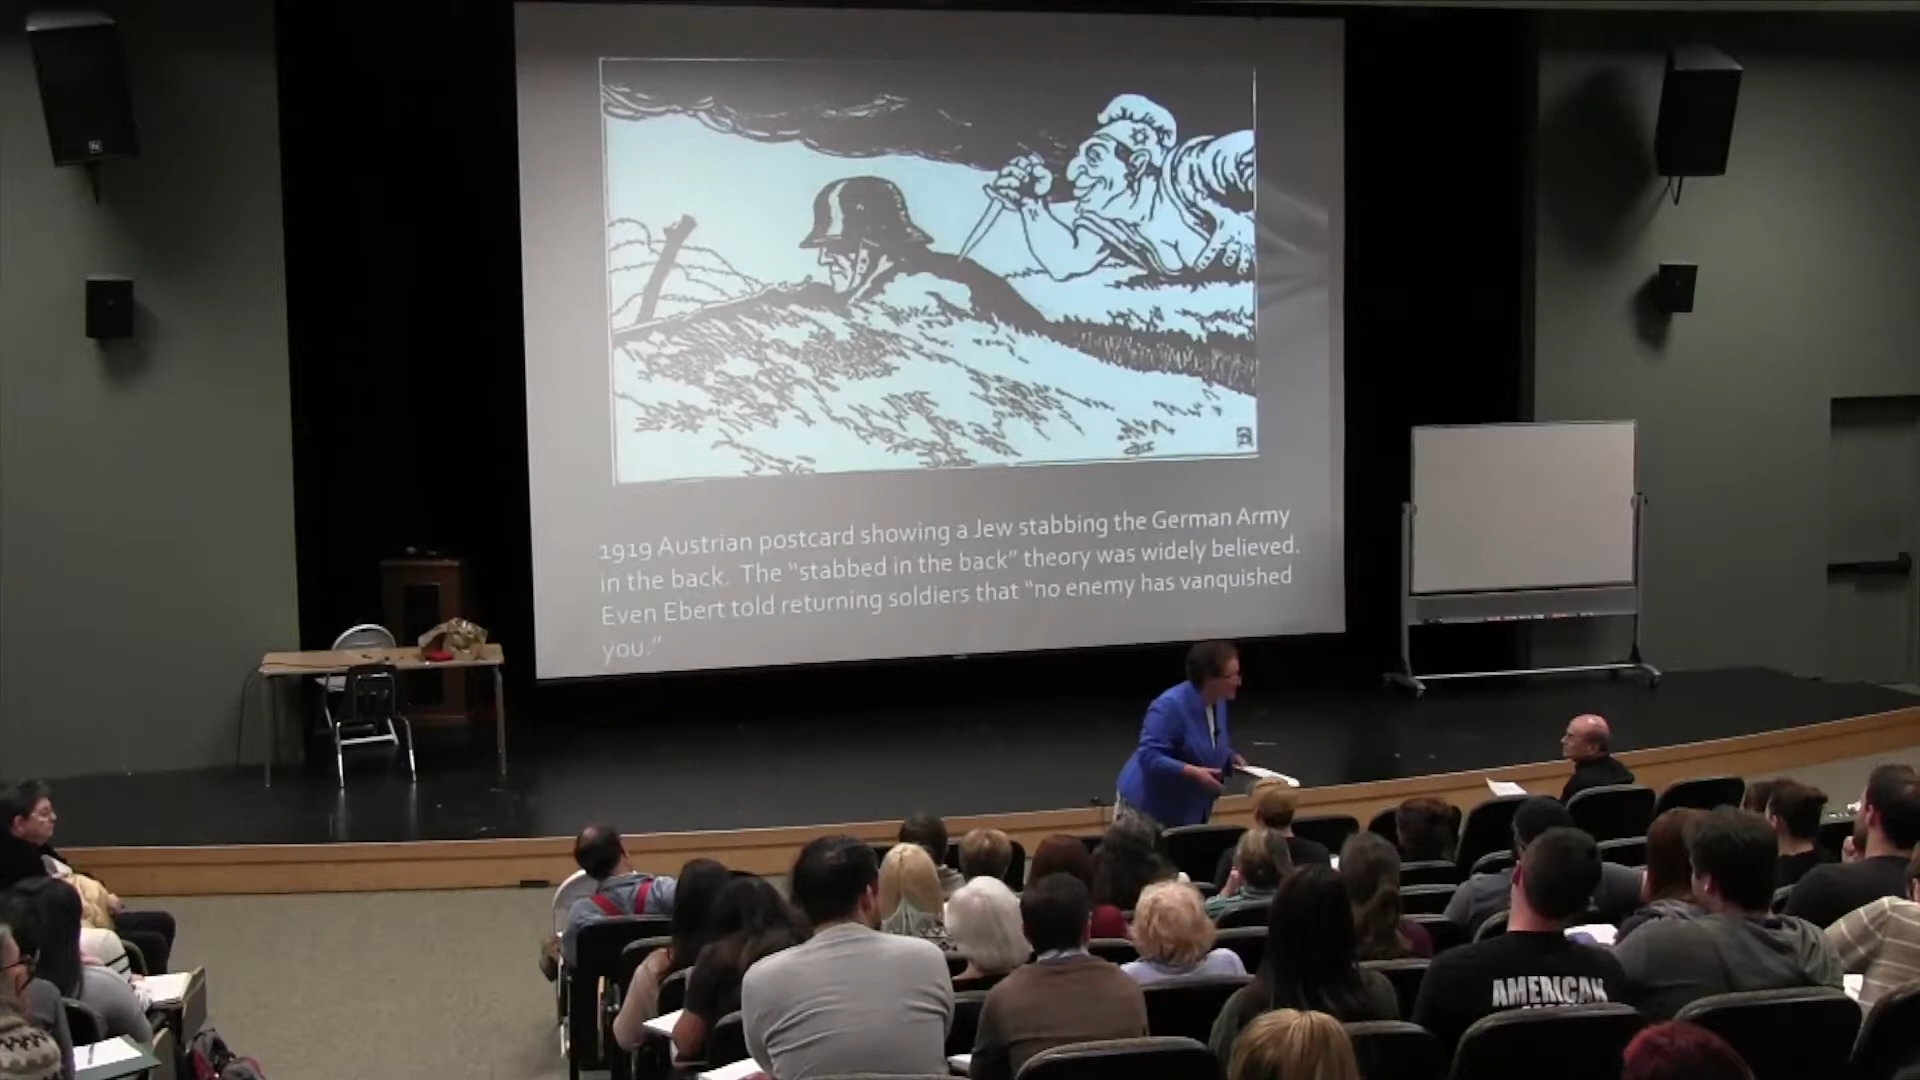 1919 Austrian postcard showing a Jew stabbing the German Army
in the back.  The “stabbed in the back” theory was widely believed.
Even Ebert told returning soldiers that “no enemy has vanquished
you.”
AMERICAN